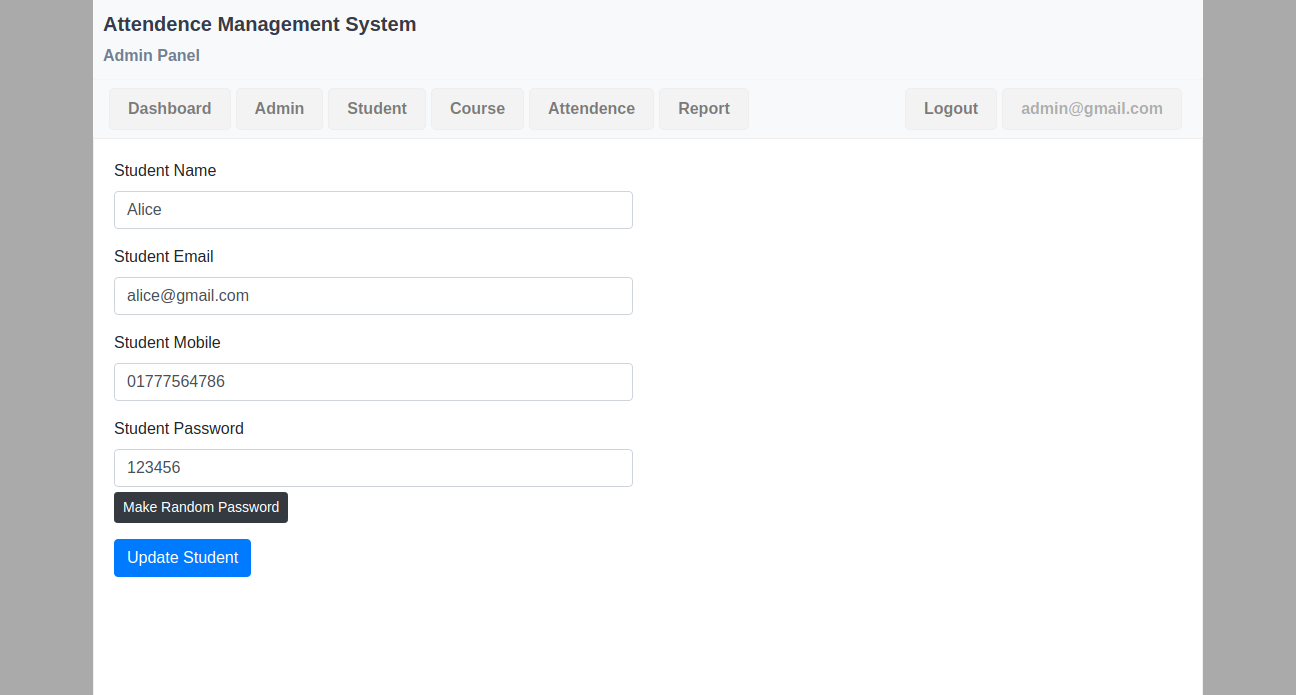 Attendence Management System
Admin Panel
Dashboard Admin Student Course Attendence Report Logout admin@gmail.com
Student Name
Alice
Student Email
alice@gmail.com
Student Mobile
01777564786
Student Password
123456
Make Random Password
Update Student